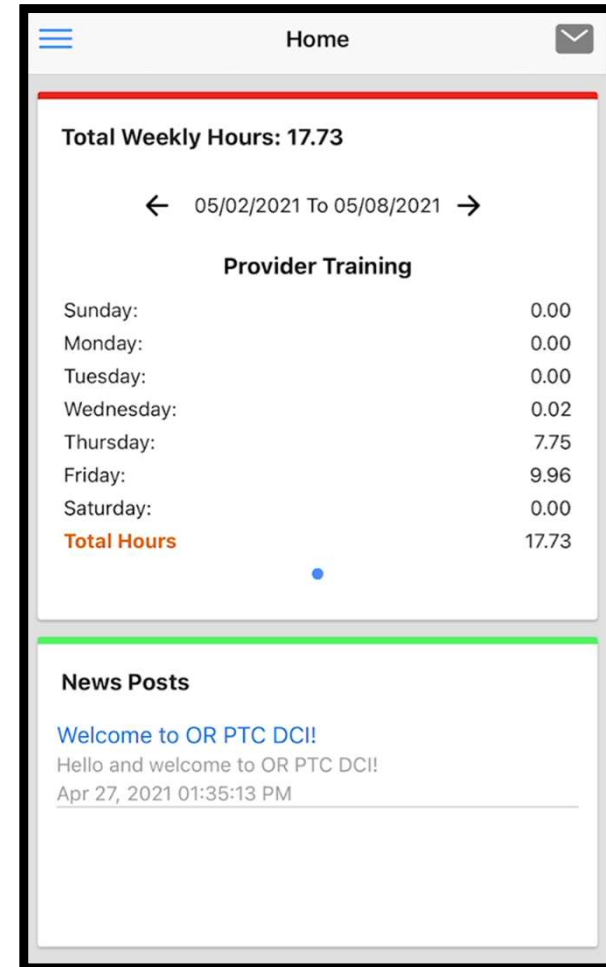 Home
Total Weekly Hours: 17.73
← 05/02/2021 To 05/08/2021 →
Provider Training
Sunday: 0.00
Monday: 0.00
Tuesday: 0.00
Wednesday: 0.02
Thursday: 7.75
Friday: 9.96
Saturday: 0.00
Total Hours 17.73
News Posts
Welcome to OR PTC DCI!
Hello and welcome to OR PTC DCI!
Apr 27, 2021 01:35:13 PM